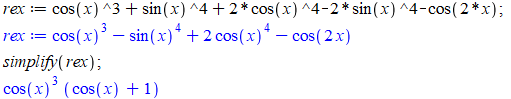 rex := cos(x)^3 + sin(x)^4 + 2*cos(x)^4-2*sin(x)^4-cos(2*x);
rex := cos(x)³ − sin(x)⁴ + 2 cos(x)⁴ − cos(2 x)
simplify(rex);
cos(x)³ (cos(x) + 1)